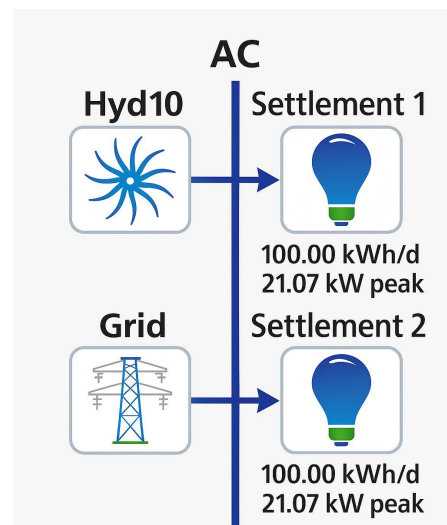 AC
Hyd10
Settlement 1
100.00 kWh/d
21.07 kW peak
Grid
Settlement 2
100.00 kWh/d
21.07 kW peak